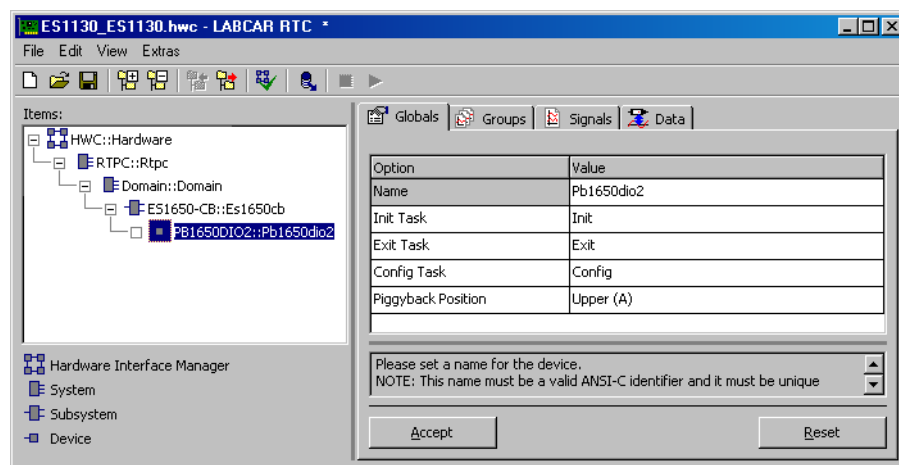 ES1130_ES1130.hwc - LABCAR RTC *
File Edit View Extras
Items:
HWC::Hardware
RTPC::Rtpc
Domain::Domain
ES1650-CB::Es1650cb
PB1650DIO2::Pb1650dio2
Hardware Interface Manager
System
Subsystem
Device
Globals Groups Signals Data
Option Value
Name Pb1650dio2
Init Task Init
Exit Task Exit
Config Task Config
Piggyback Position Upper (A)
Please set a name for the device.
NOTE: This name must be a valid ANSI-C identifier and it must be unique
Accept Reset